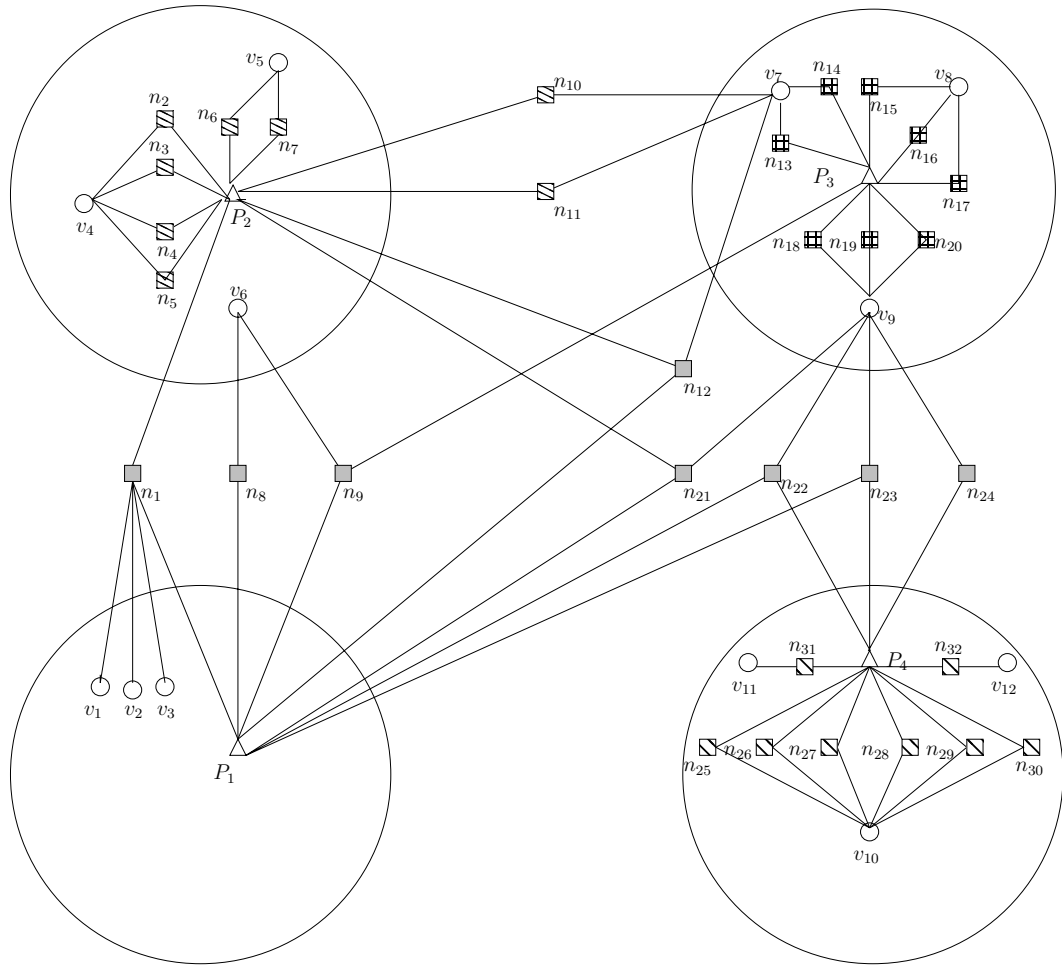 v₅
n₁₀
v₇
n₁₄
v₈
n₂
n₆
n₁₅
n₃
n₇
n₁₃
n₁₆
P₃
v₄
P₂
n₁₁
n₁₇
n₄
n₁₈
n₁₉
n₂₀
n₅
v₆
v₉
n₁₂
n₁
n₈
n₉
n₂₁
n₂₂
n₂₃
n₂₄
n₃₁
n₃₂
P₄
v₁₁
v₁₂
v₁
v₂
v₃
n₂₆
n₂₇
n₂₈
n₂₉
P₁
n₂₅
n₃₀
v₁₀